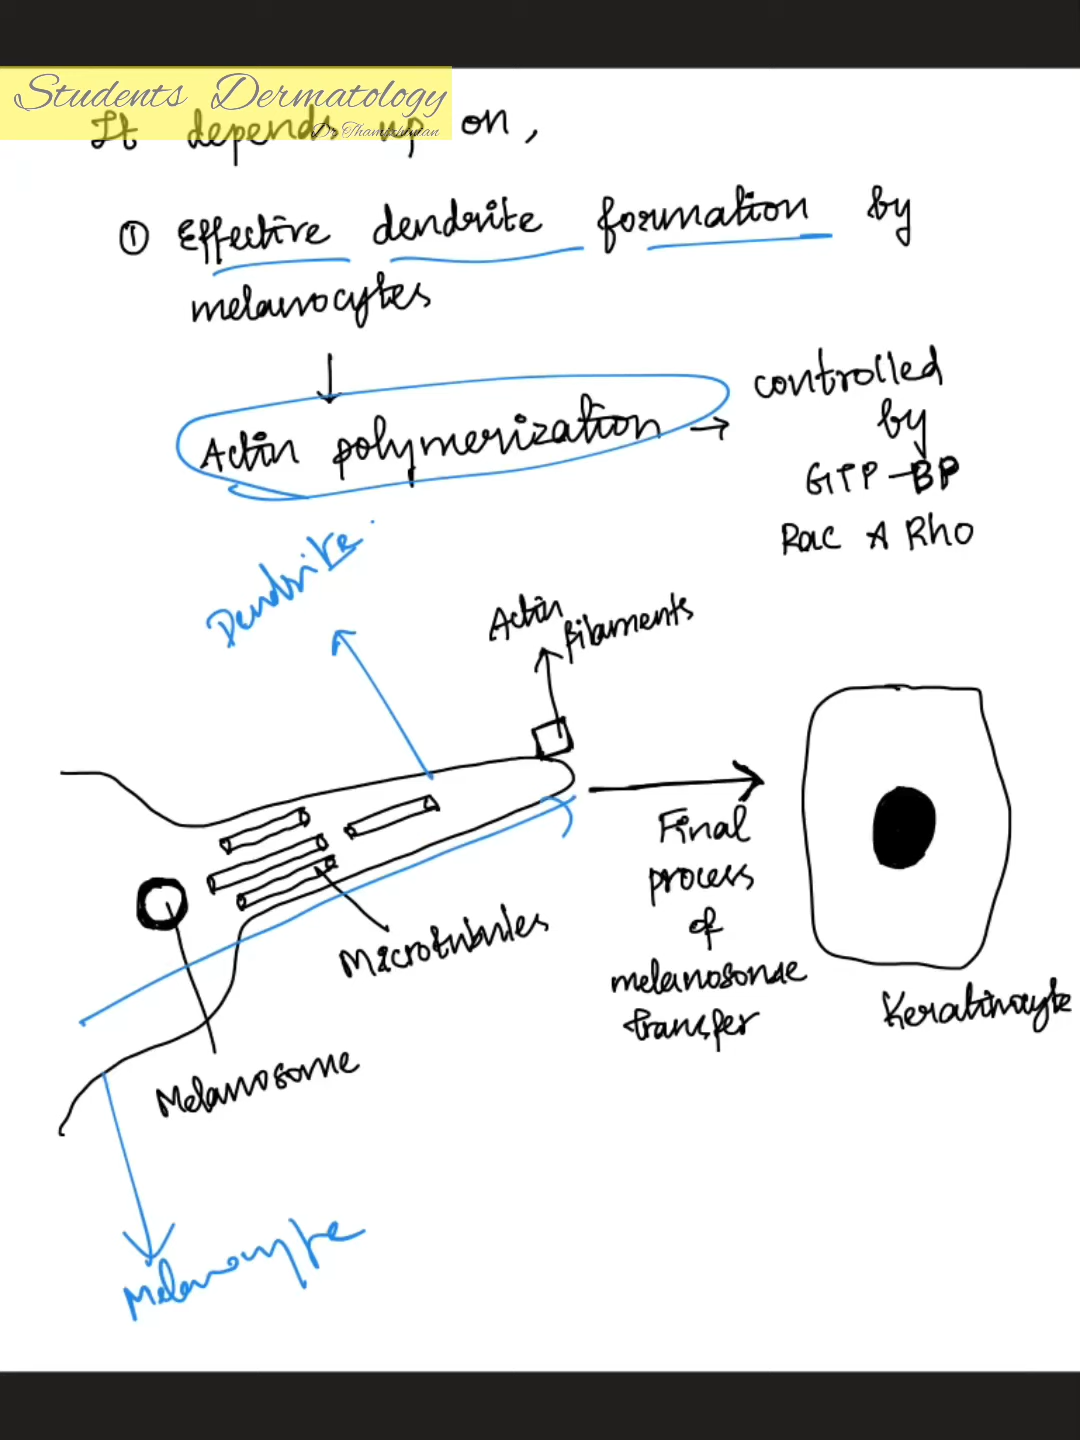 Students Dermatology
It depends up on,
① Effective dendrite formation by
melanocytes
Actin polymerization
controlled
by
GTP-BP
Rac Rho
Dendrite
Actin
filaments
Final
process
of
melanosome
transfer
Microtubules
Keratinocyte
Melanosome
Melanocyte